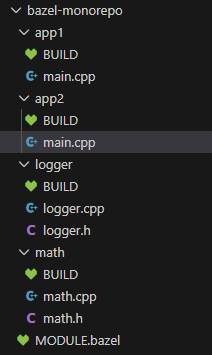 bazel-monorepo
app1
BUILD
main.cpp
app2
BUILD
main.cpp
logger
BUILD
logger.cpp
logger.h
math
BUILD
math.cpp
math.h
MODULE.bazel